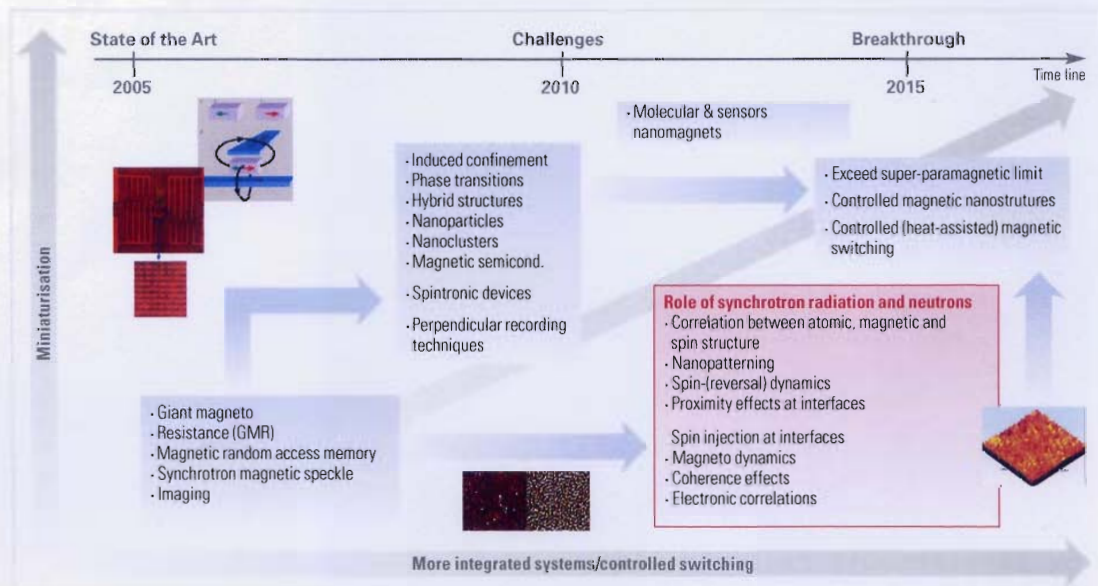 State of the Art
Challenges
Breakthrough
2005
2010
2015
Time line
Miniaturisation
· Molecular & sensors
nanomagnets
· Induced confinement
· Phase transitions
· Hybrid structures
· Nanoparticles
· Nanoclusters
· Magnetic semicond.
· Spintronic devices
· Perpendicular recording
techniques
· Exceed super-paramagnetic limit
· Controlled magnetic nanostrutures
· Controlled (heat-assisted) magnetic
switching
Role of synchrotron radiation and neutrons
· Correlation between atomic, magnetic and
spin structure
· Nanopatterning
· Spin-(reversal) dynamics
· Proximity effects at interfaces
Spin injection at interfaces
· Magneto dynamics
· Coherence effects
· Electronic correlations
· Giant magneto
· Resistance (GMR)
· Magnetic random access memory
· Synchrotron magnetic speckle
· Imaging
More integrated systems/controlled switching